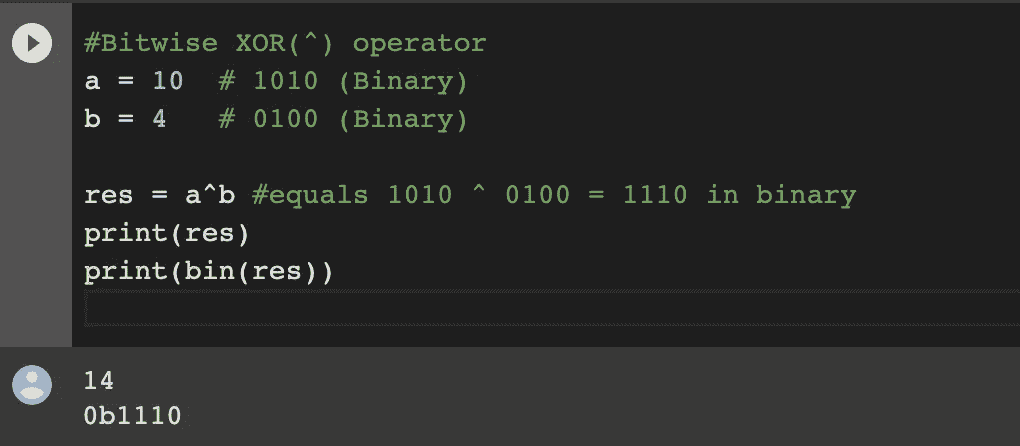 #Bitwise XOR(^) operator
a = 10  # 1010 (Binary)
b = 4   # 0100 (Binary)
res = a^b #equals 1010 ^ 0100 = 1110 in binary
print(res)
print(bin(res))
14
0b1110